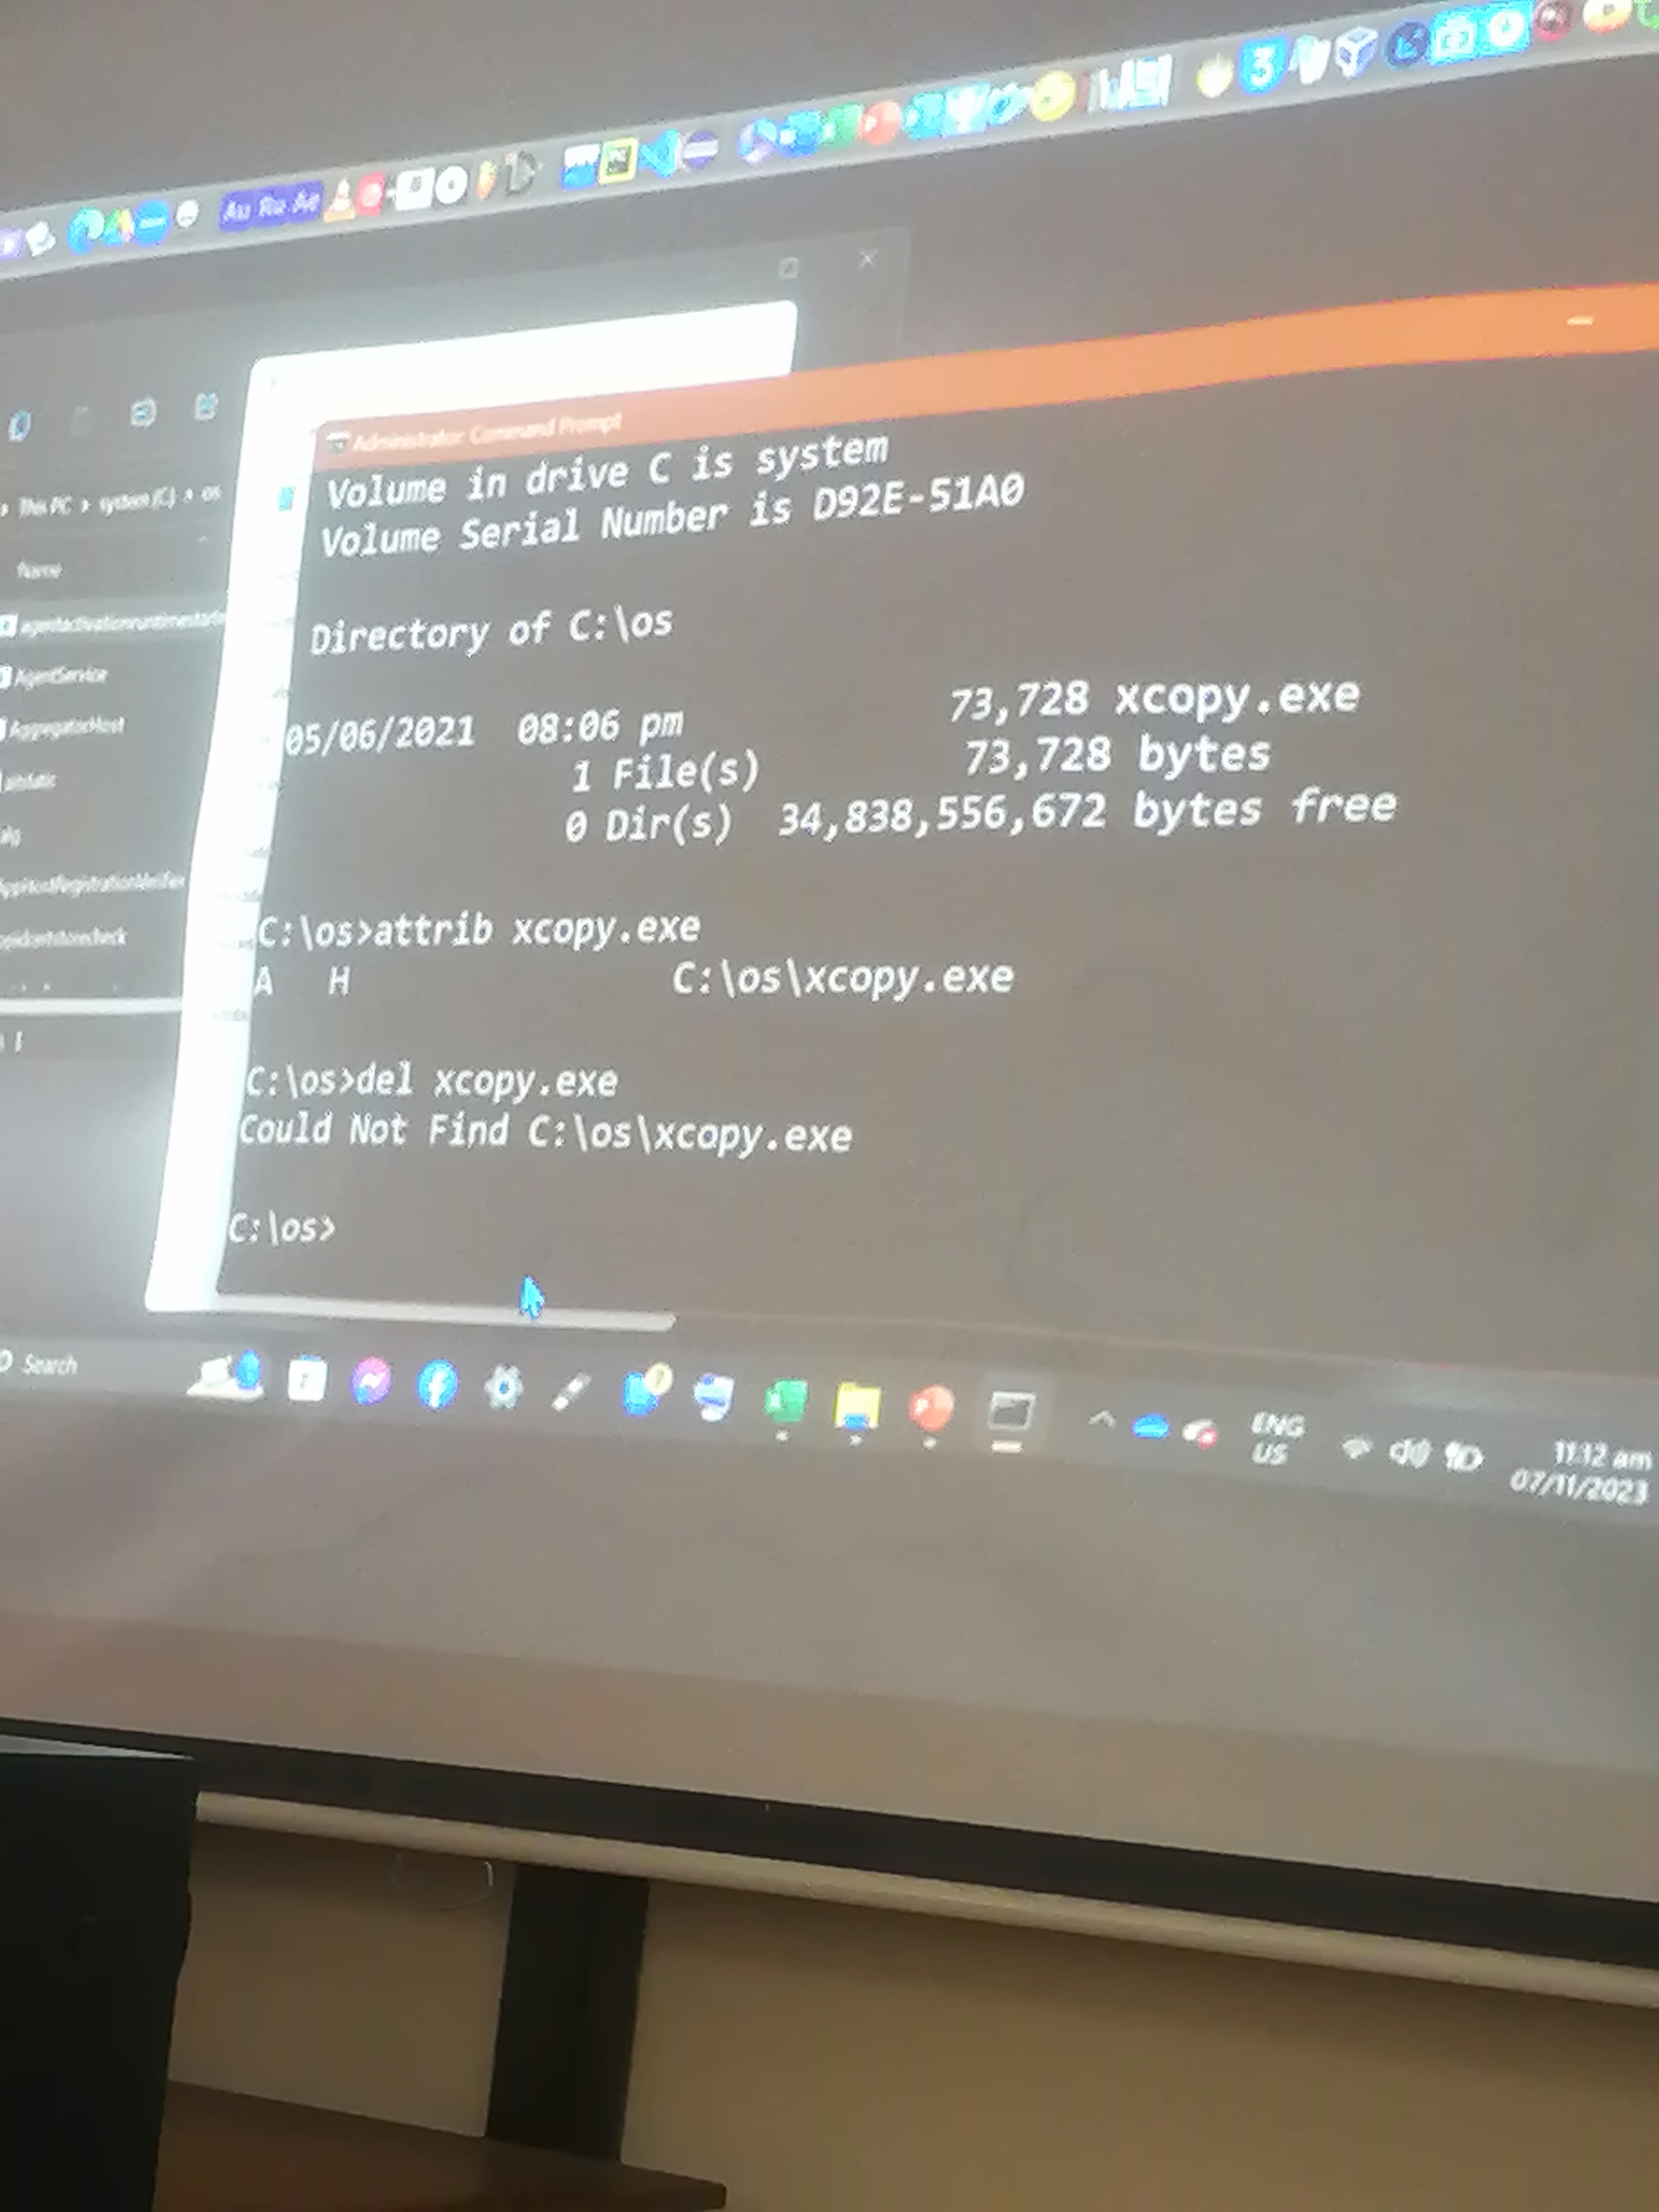 Au Ru Ae
This PC > system (C:) > os
Name
AgentService
AggregatorHost
Administrator: Command Prompt
Volume in drive C is system
Volume Serial Number is D92E-51A0
Directory of C:\os
05/06/2021 08:06 pm 73,728 xcopy.exe
1 File(s) 73,728 bytes
0 Dir(s) 34,838,556,672 bytes free
C:\os>attrib xcopy.exe
A H C:\os\xcopy.exe
C:\os>del xcopy.exe
Could Not Find C:\os\xcopy.exe
C:\os>
Search
ENG
US
11:12 am
07/11/2023